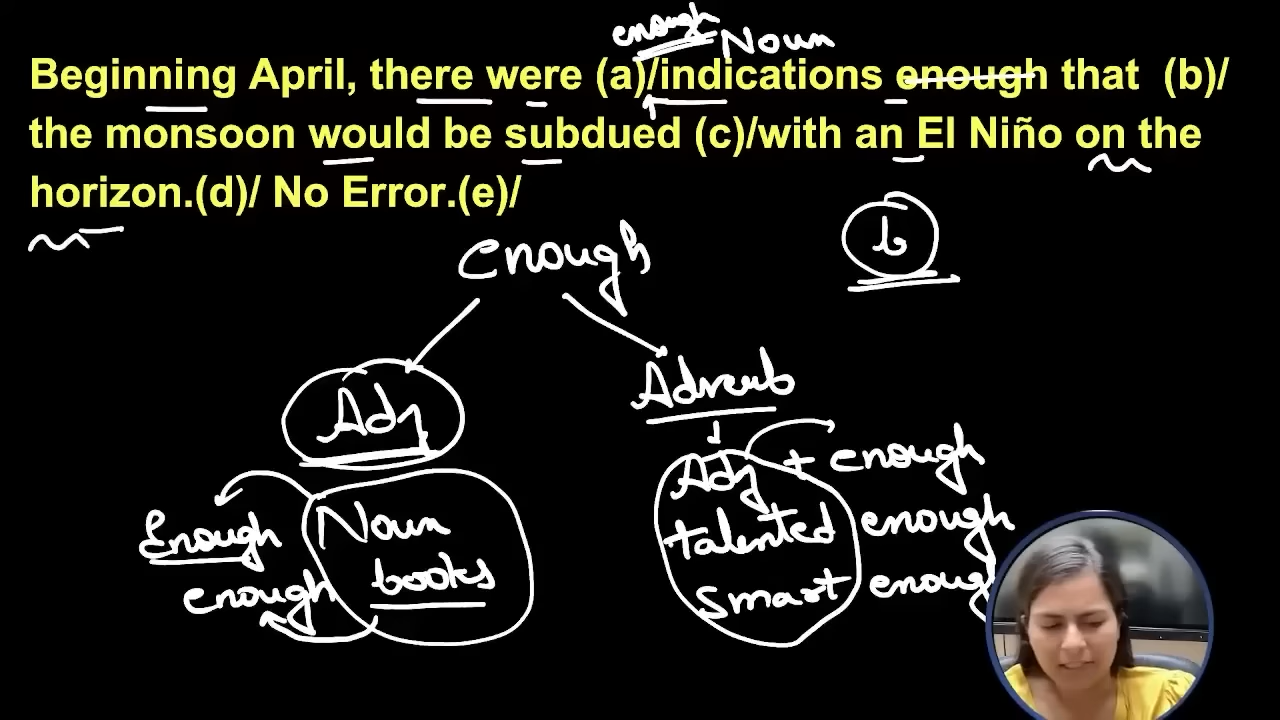 enough Noun
Beginning April, there were (a)/indications enough that (b)/
the monsoon would be subdued (c)/with an El Niño on the
horizon.(d)/ No Error.(e)/
b
enough
Adj
Adverb
Adj + enough
Enough Noun
talented enough
enough books
smart enough